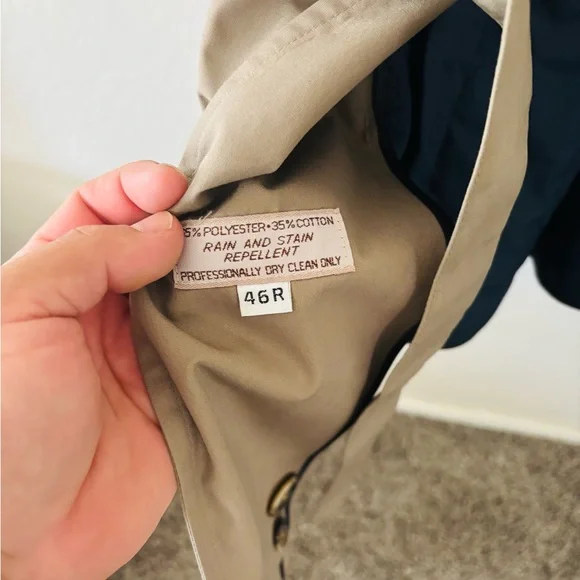 5% POLYESTER•35% COTTON
RAIN AND STAIN
REPELLENT
PROFESSIONALLY DRY CLEAN ONLY
46R